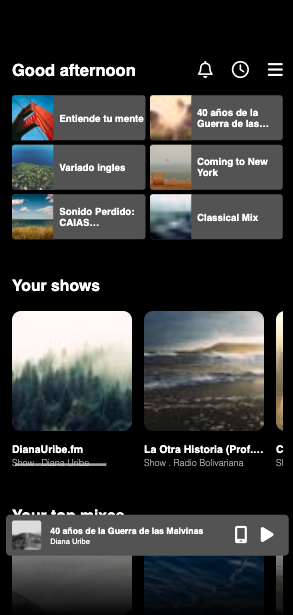 Good afternoon
Entiende tu mente
40 años de la
Guerra de las...
Variado ingles
Coming to New
York
Sonido Perdido:
CAIAS...
Classical Mix
Your shows
DianaUribe.fm
Show . Diana Uribe
La Otra Historia (Prof....
Show . Radio Bolivariana
C
S
Your top mixes
40 años de la Guerra de las Malvinas
Diana Uribe